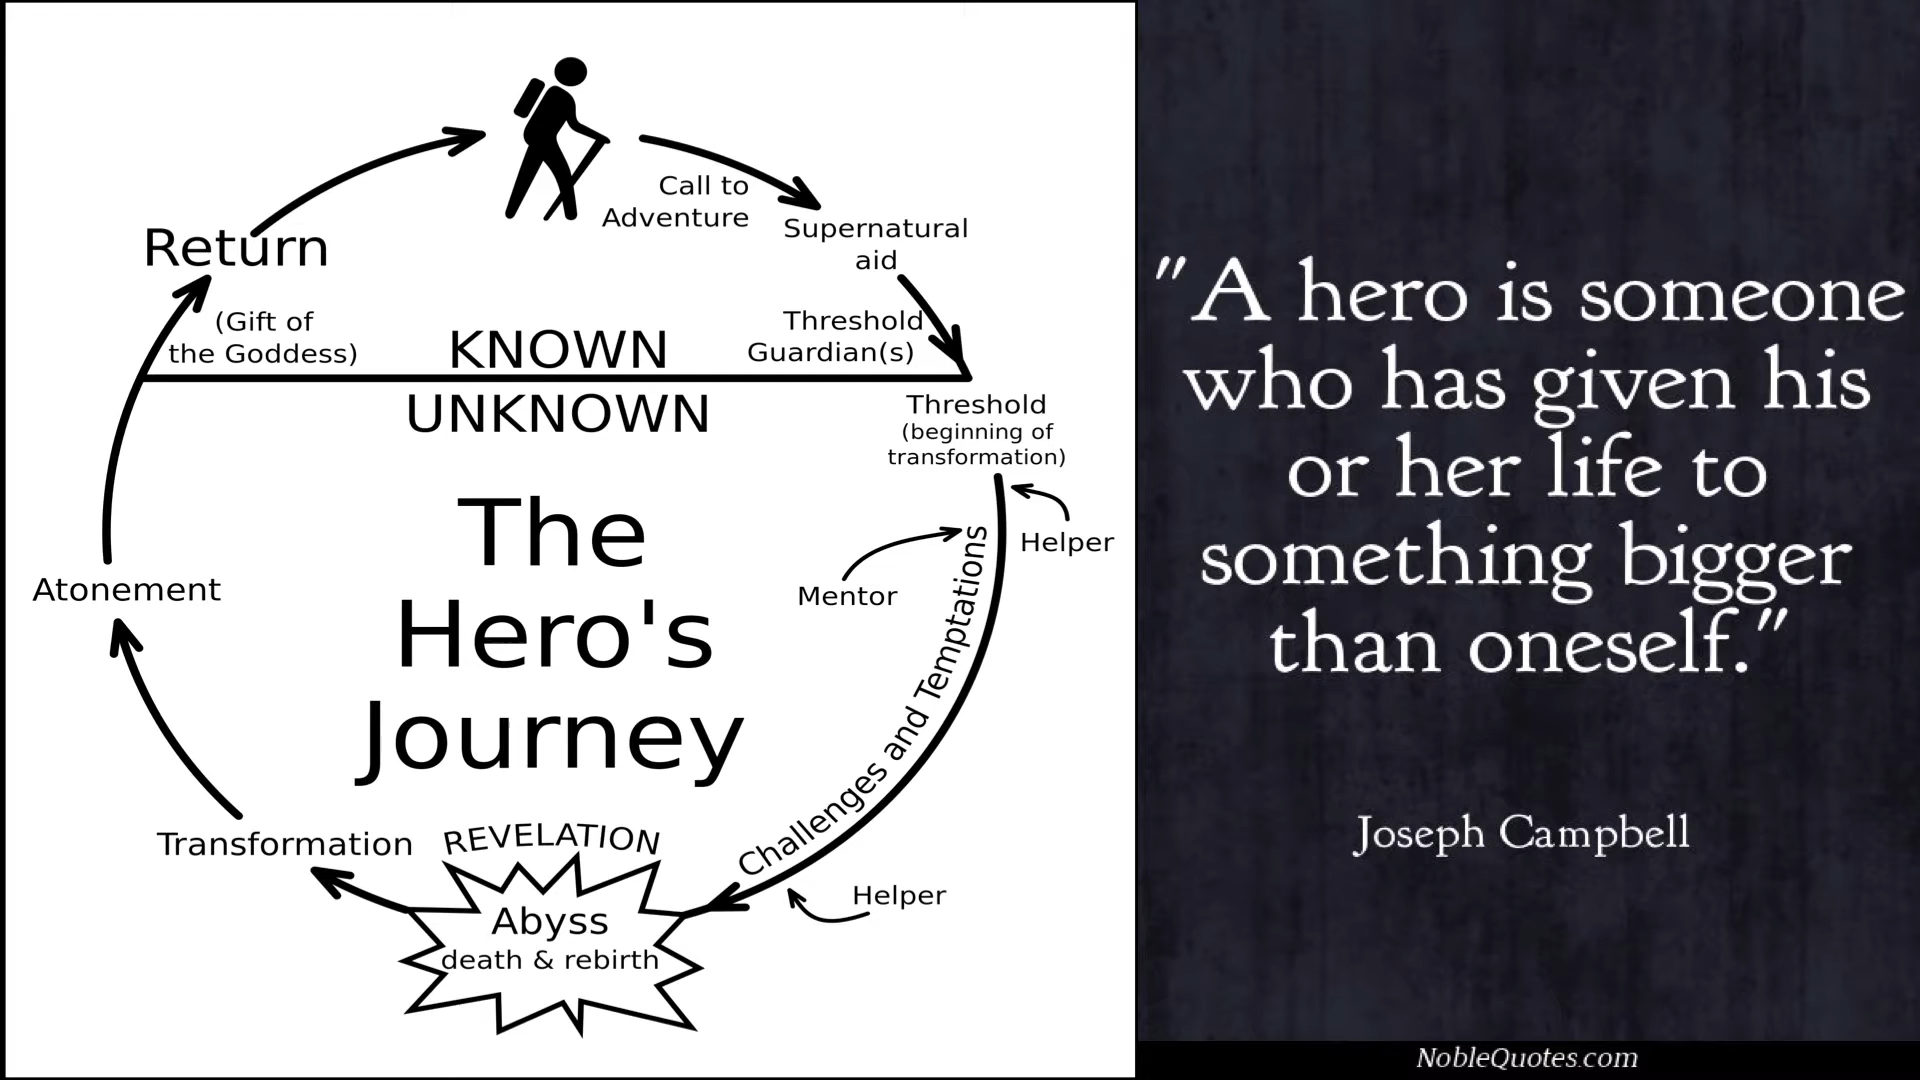 Call to
Adventure
Supernatural
aid
Threshold
Guardian(s)
KNOWN
UNKNOWN
Threshold
(beginning of
transformation)
Helper
Mentor
Challenges and Temptations
Helper
REVELATION
Abyss
death & rebirth
Transformation
Atonement
(Gift of
the Goddess)
Return
The
Hero's
Journey
"A hero is someone
who has given his
or her life to
something bigger
than oneself."
Joseph Campbell
NobleQuotes.com